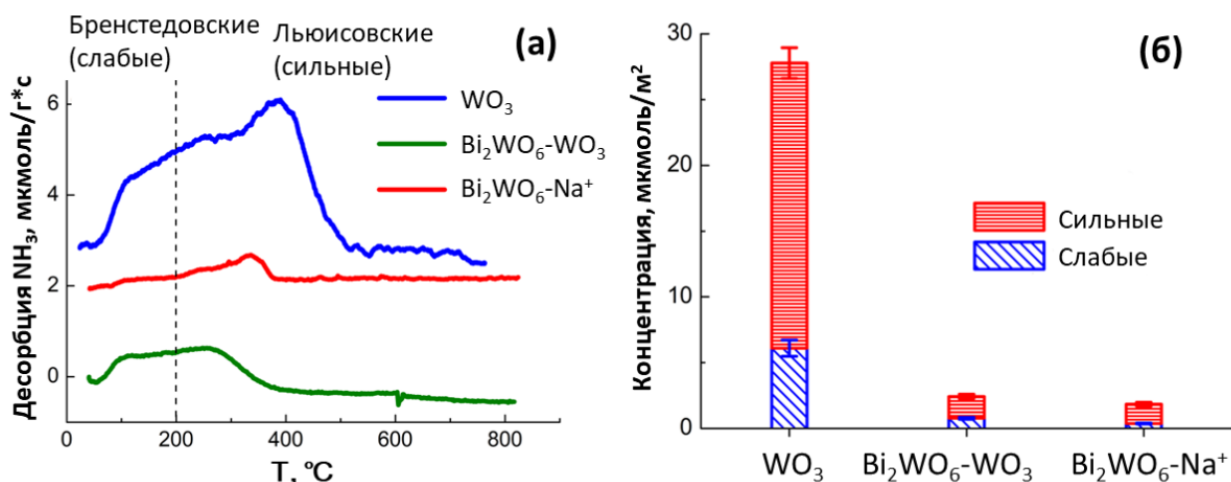 Бренстедовские
(слабые)
Льюисовские
(сильные)
(а)
WO₃
Bi₂WO₆-WO₃
Bi₂WO₆-Na⁺
Десорбция NH₃, мкмоль/г*с
6
4
2
0
0
200
400
600
800
T, °C
(б)
Концентрация, мкмоль/м²
30
20
10
0
Сильные
Слабые
WO₃
Bi₂WO₆-WO₃
Bi₂WO₆-Na⁺